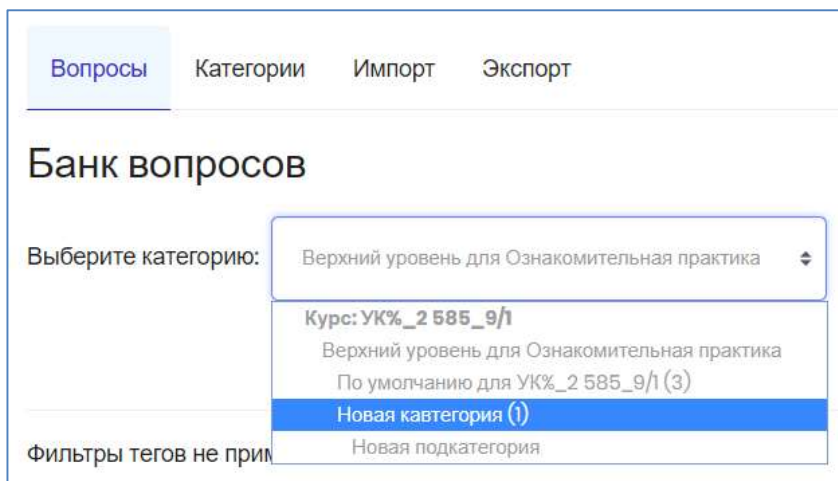 Вопросы Категории Импорт Экспорт
Банк вопросов
Выберите категорию: Верхний уровень для Ознакомительная практика
Курс: УК%_2 585_9/1
Верхний уровень для Ознакомительная практика
По умолчанию для УК%_2 585_9/1 (3)
Новая кавтегория (1)
Новая подкатегория
Фильтры тегов не